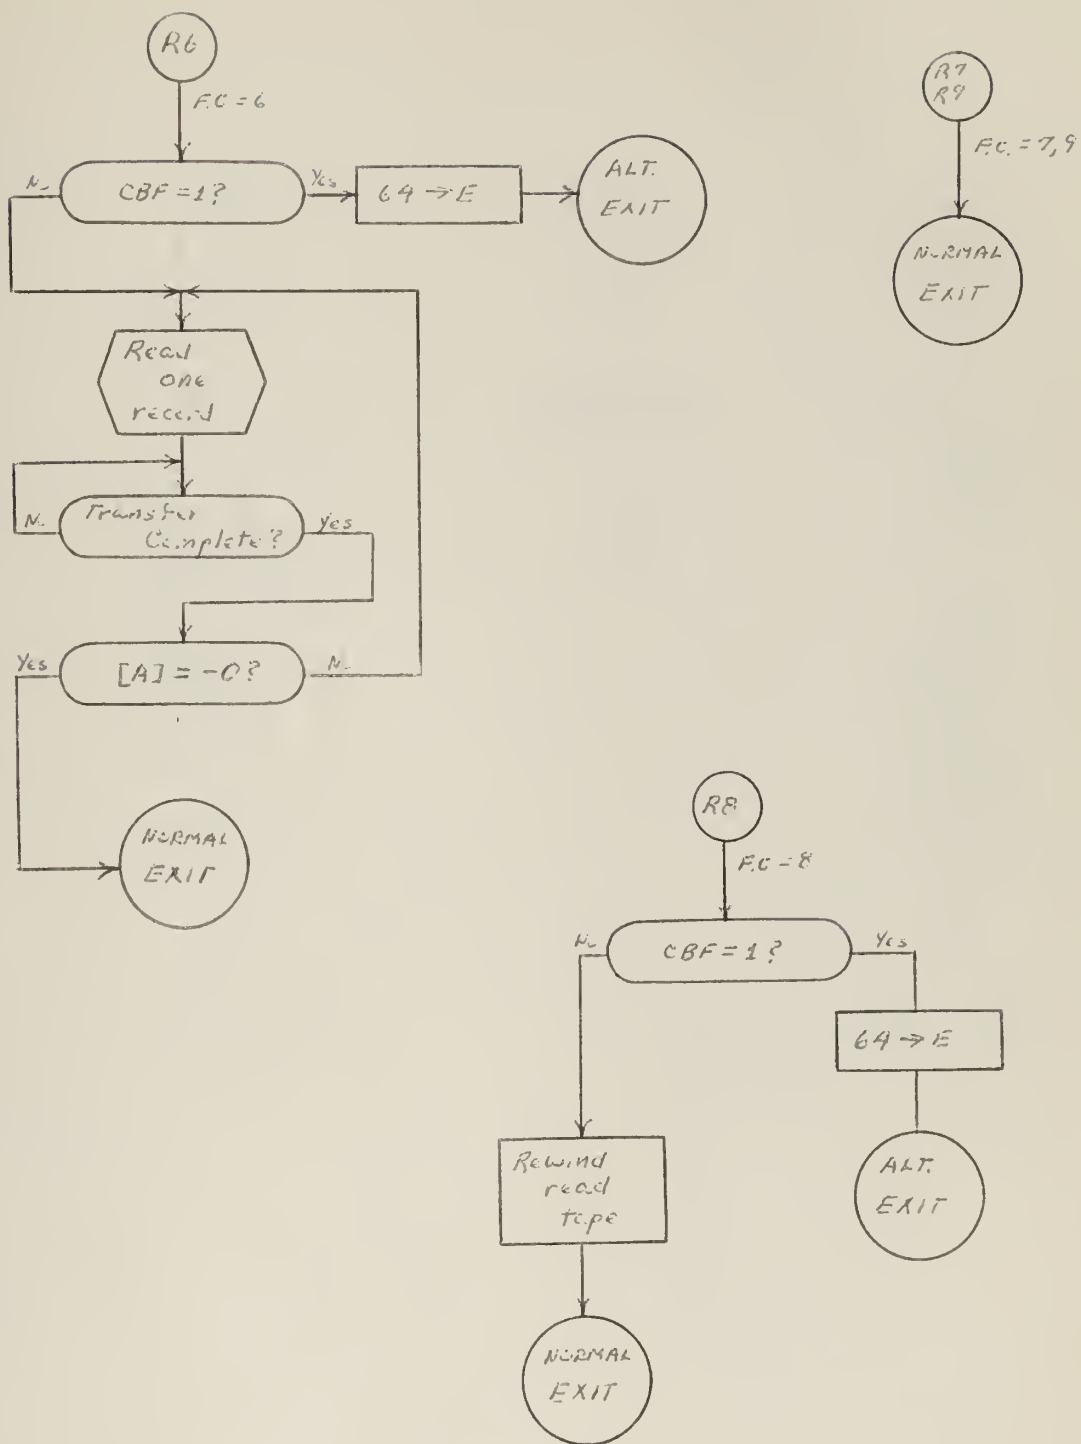 R6
F.C = 6
CBF = 1?
No
Yes
64 → E
ALT.
EXIT
Read
one
record
Transfer
Complete?
No
Yes
[A] = -0?
Yes
No
NORMAL
EXIT
R7
R9
F.C. = 7, 9
NORMAL
EXIT
R8
F.C = 8
CBF = 1?
No
Yes
64 → E
ALT.
EXIT
Rewind
read
tape
NORMAL
EXIT